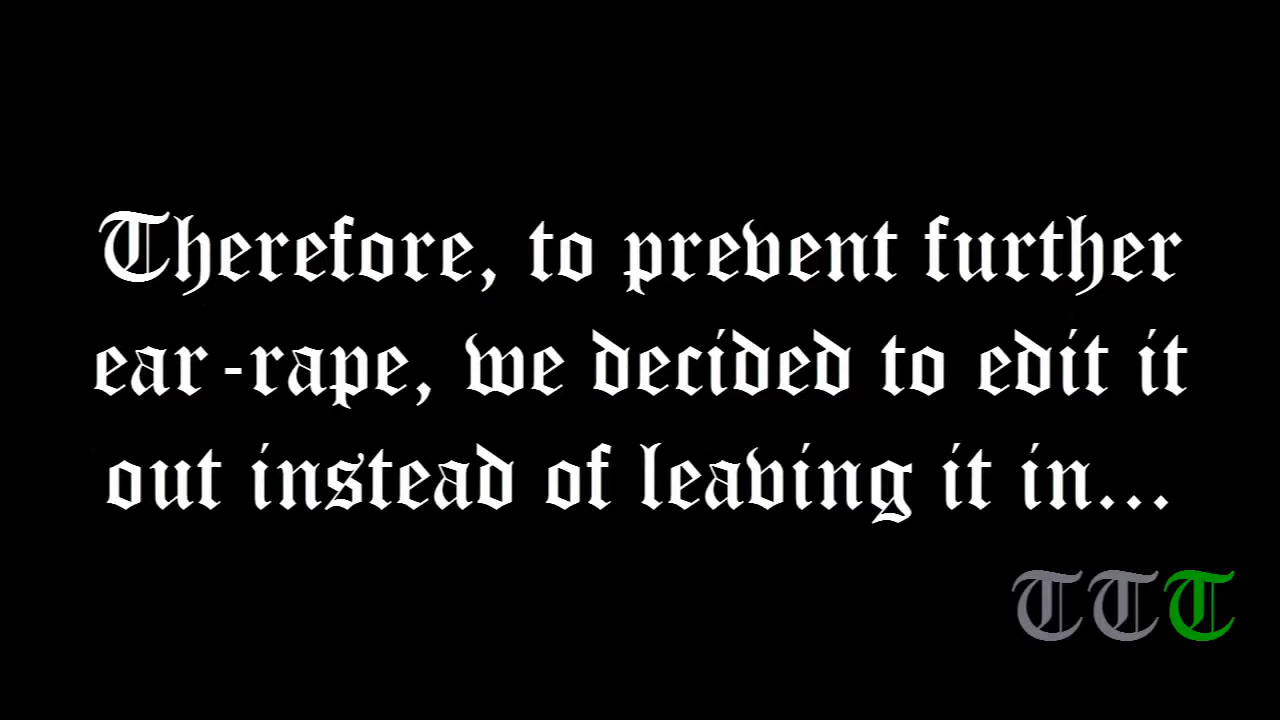 Therefore, to prevent further
ear-rape, we decided to edit it
out instead of leaving it in...
TTT